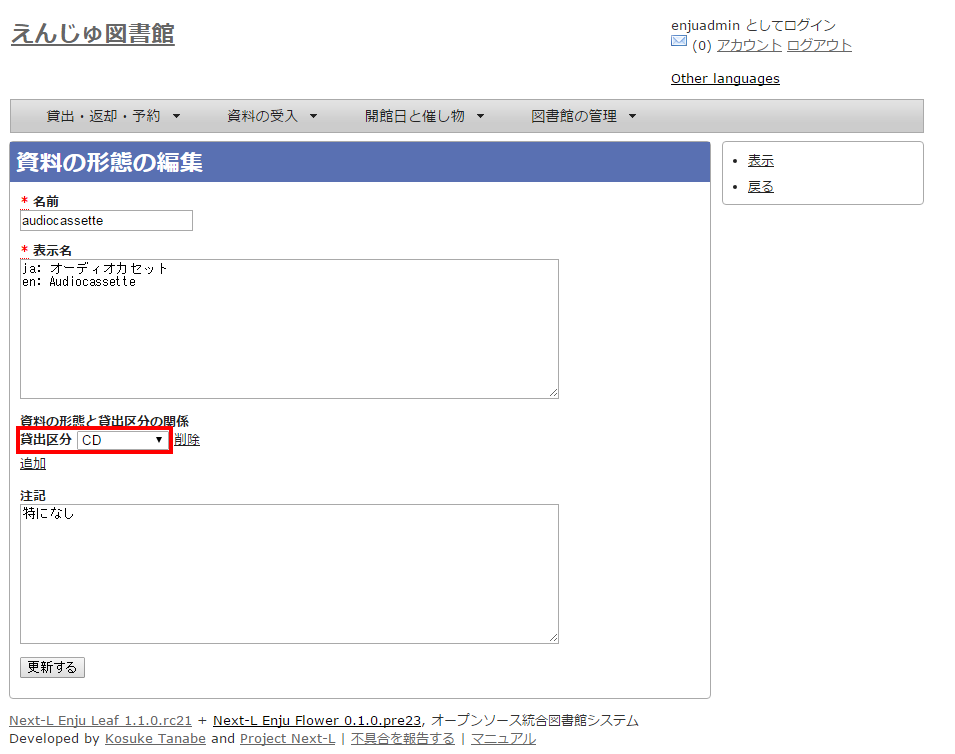 えんじゅ図書館
enjuadmin としてログイン
(0) アカウント ログアウト
Other languages
貸出・返却・予約 ▼ 資料の受入 ▼ 開館日と催し物 ▼ 図書館の管理 ▼
資料の形態の編集
* 名前
audiocassette
* 表示名
ja: オーディオカセット
en: Audiocassette
資料の形態と貸出区分の関係
貸出区分 CD ▼ 削除
追加
注記
特になし
更新する
• 表示
• 戻る
Next-L Enju Leaf 1.1.0.rc21 + Next-L Enju Flower 0.1.0.pre23, オープンソース統合図書館システム
Developed by Kosuke Tanabe and Project Next-L | 不具合を報告する | マニュアル